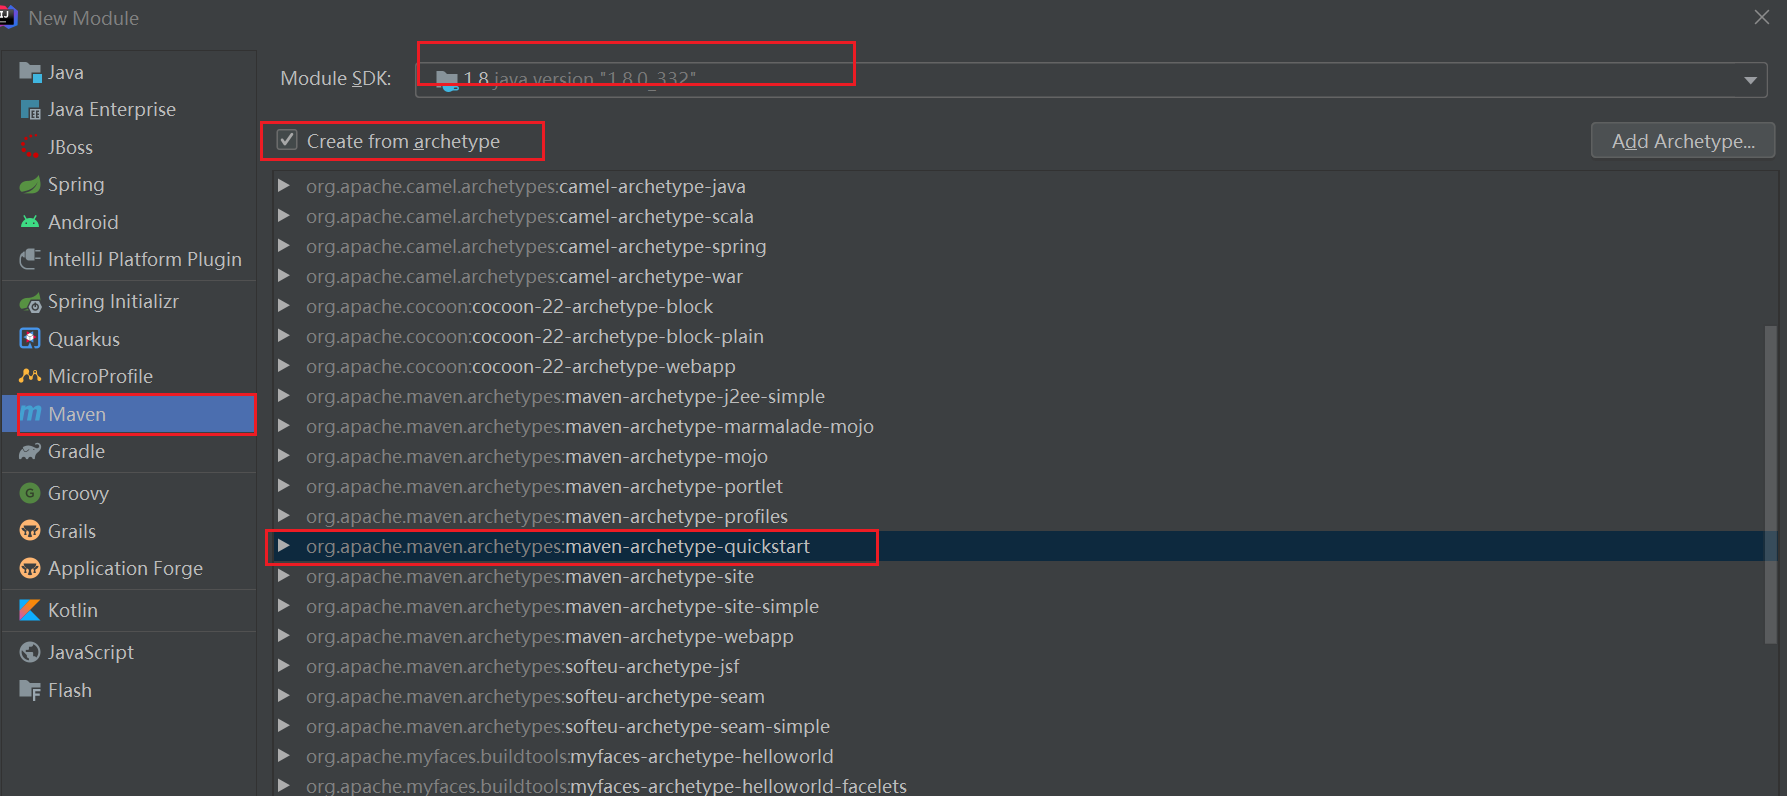 New Module
Java
Java Enterprise
JBoss
Spring
Android
IntelliJ Platform Plugin
Spring Initializr
Quarkus
MicroProfile
Maven
Gradle
Groovy
Grails
Application Forge
Kotlin
JavaScript
Flash
Module SDK:
1.8 java version "1.8.0_332"
Create from archetype
Add Archetype...
org.apache.camel.archetypes:camel-archetype-java
org.apache.camel.archetypes:camel-archetype-scala
org.apache.camel.archetypes:camel-archetype-spring
org.apache.camel.archetypes:camel-archetype-war
org.apache.cocoon:cocoon-22-archetype-block
org.apache.cocoon:cocoon-22-archetype-block-plain
org.apache.cocoon:cocoon-22-archetype-webapp
org.apache.maven.archetypes:maven-archetype-j2ee-simple
org.apache.maven.archetypes:maven-archetype-marmalade-mojo
org.apache.maven.archetypes:maven-archetype-mojo
org.apache.maven.archetypes:maven-archetype-portlet
org.apache.maven.archetypes:maven-archetype-profiles
org.apache.maven.archetypes:maven-archetype-quickstart
org.apache.maven.archetypes:maven-archetype-site
org.apache.maven.archetypes:maven-archetype-site-simple
org.apache.maven.archetypes:maven-archetype-webapp
org.apache.maven.archetypes:softeu-archetype-jsf
org.apache.maven.archetypes:softeu-archetype-seam
org.apache.maven.archetypes:softeu-archetype-seam-simple
org.apache.myfaces.buildtools:myfaces-archetype-helloworld
org.apache.myfaces.buildtools:myfaces-archetype-helloworld-facelets